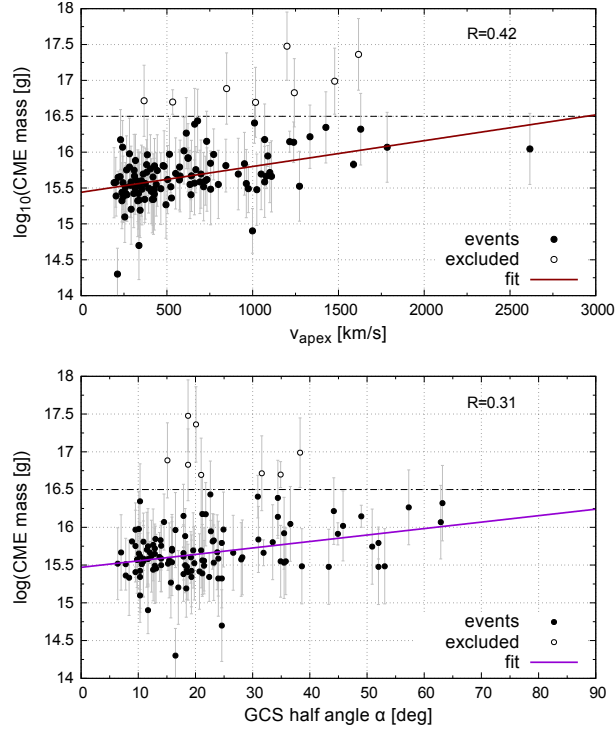 18
17.5
17
16.5
16
15.5
15
14.5
14
log₁₀(CME mass [g])
R=0.42
events
excluded
fit
0 500 1000 1500 2000 2500 3000
v_apex [km/s]
18
17.5
17
16.5
16
15.5
15
14.5
14
log(CME mass [g])
R=0.31
events
excluded
fit
0 10 20 30 40 50 60 70 80 90
GCS half angle α [deg]